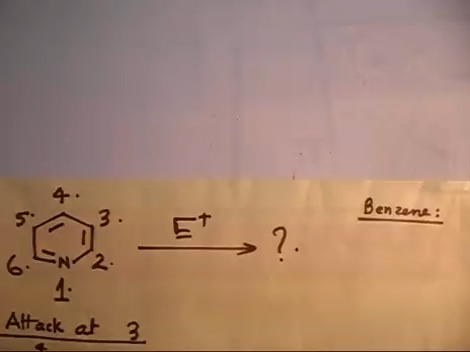 4.
5. 3.
E+
?.
Benzene:
6. N 2.
1.
Attack at 3